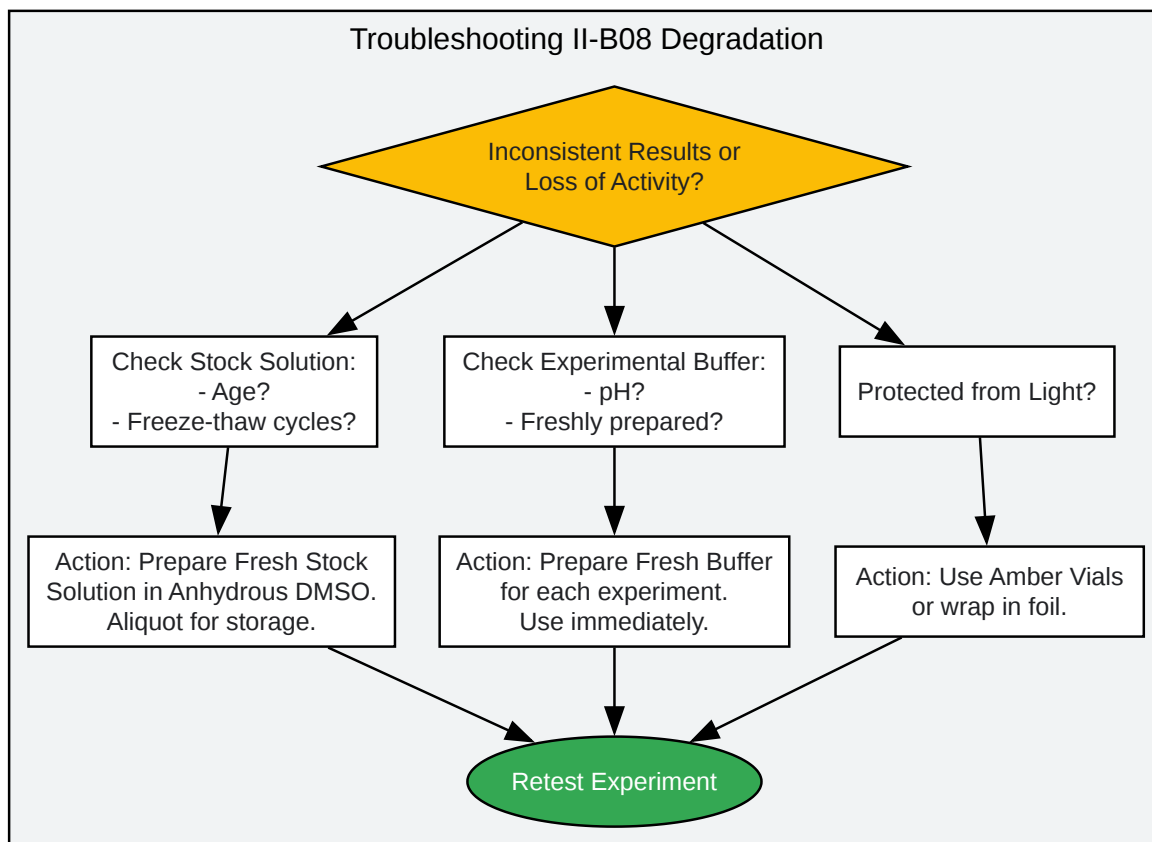 Troubleshooting II-B08 Degradation
Inconsistent Results or
Loss of Activity?
Check Stock Solution:
- Age?
- Freeze-thaw cycles?
Check Experimental Buffer:
- pH?
- Freshly prepared?
Protected from Light?
Action: Prepare Fresh Stock
Solution in Anhydrous DMSO.
Aliquot for storage.
Action: Prepare Fresh Buffer
for each experiment.
Use immediately.
Action: Use Amber Vials
or wrap in foil.
Retest Experiment